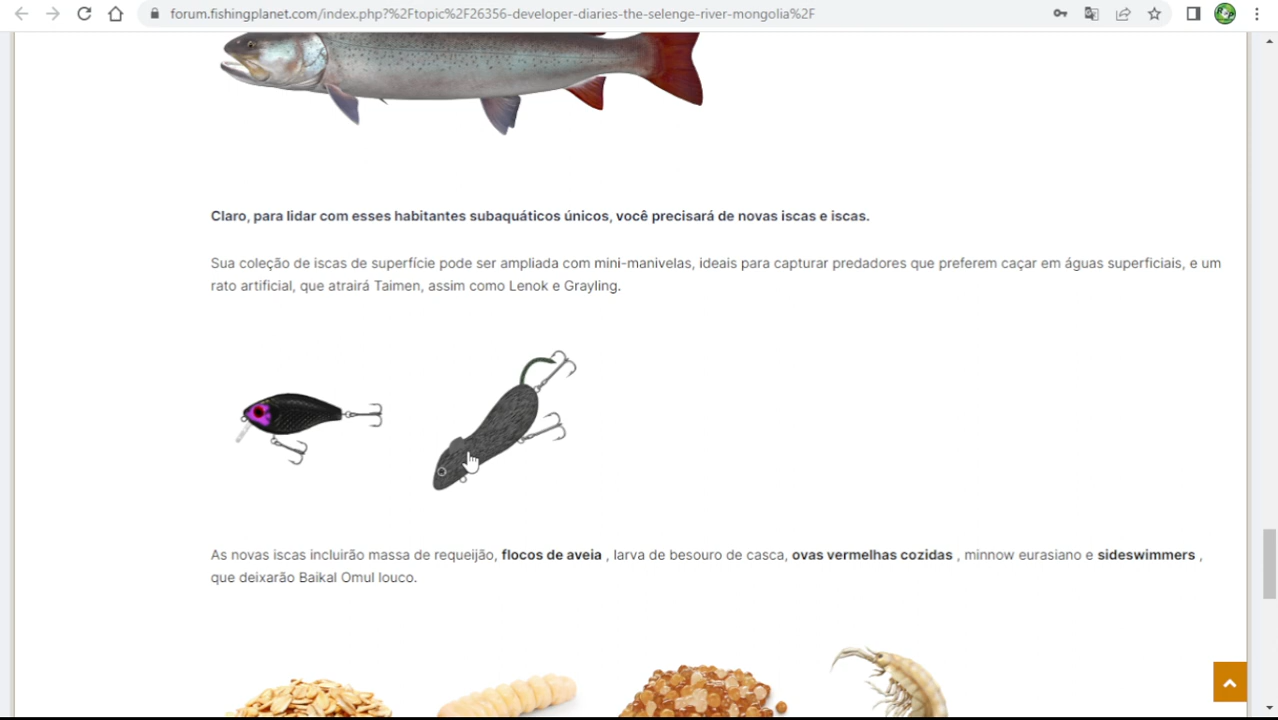 forum.fishingplanet.com/index.php?%2Ftopic%2F26356-developer-diaries-the-selenge-river-mongolia%2F
Claro, para lidar com esses habitantes subaquáticos únicos, você precisará de novas iscas e iscas.
Sua coleção de iscas de superfície pode ser ampliada com mini-manivelas, ideais para capturar predadores que preferem caçar em águas superficiais, e um
rato artificial, que atrairá Taimen, assim como Lenok e Grayling.
As novas iscas incluirão massa de requeijão, flocos de aveia , larva de besouro de casca, ovas vermelhas cozidas , minnow eurasiano e sideswimmers ,
que deixarão Baikal Omul louco.